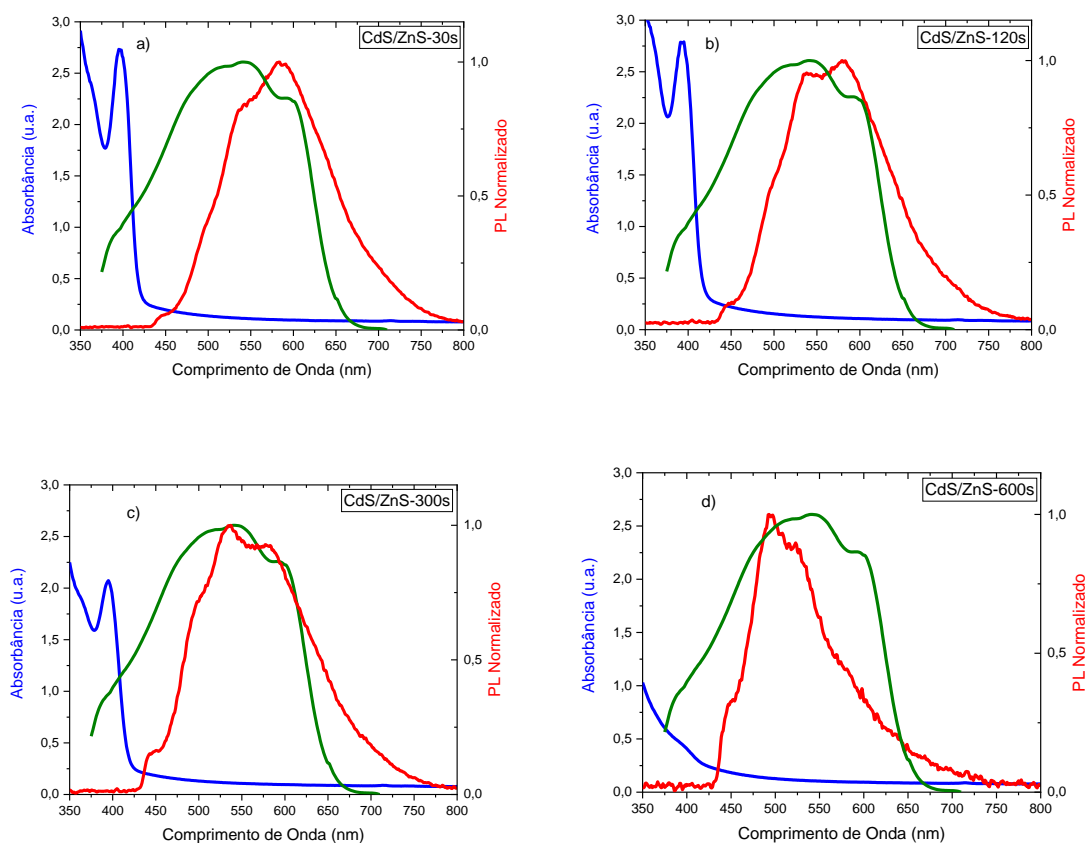 a)
CdS/ZnS-30s
3,0
2,5
2,0
1,5
1,0
0,5
0,0
1,0
0,5
0,0
350 400 450 500 550 600 650 700 750 800
Absorbância (u.a.)
PL Normalizado
Comprimento de Onda (nm)
b)
CdS/ZnS-120s
3,0
2,5
2,0
1,5
1,0
0,5
0,0
1,0
0,5
0,0
350 400 450 500 550 600 650 700 750 800
Absorbância (u.a.)
PL Normalizado
Comprimento de Onda (nm)
c)
CdS/ZnS-300s
3,0
2,5
2,0
1,5
1,0
0,5
0,0
1,0
0,5
0,0
350 400 450 500 550 600 650 700 750 800
Absorbância (u.a.)
PL Normalizado
Comprimento de Onda (nm)
d)
CdS/ZnS-600s
3,0
2,5
2,0
1,5
1,0
0,5
0,0
1,0
0,5
0,0
350 400 450 500 550 600 650 700 750 800
Absorbância (u.a.)
PL Normalizado
Comprimento de Onda (nm)